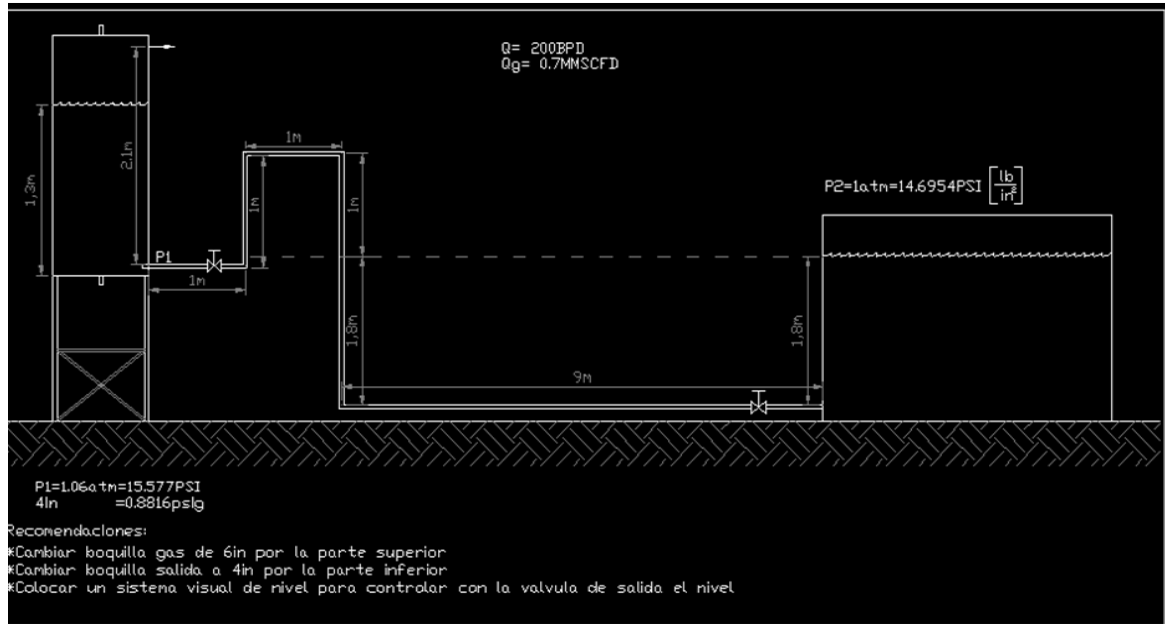 Q= 200BPD
Qg= 0.7MMSCFD
1m
2.1m
1,3m
1m
1m
P2=1atm=14.6954PSI [lb/in²]
P1
1m
1,8m
1,8m
9m
P1=1.06atm=15.577PSI
4in =0.8816psig
Recomendaciones:
*Cambiar boquilla gas de 6in por la parte superior
*Cambiar boquilla salida a 4in por la parte inferior
*Colocar un sistema visual de nivel para controlar con la valvula de salida el nivel